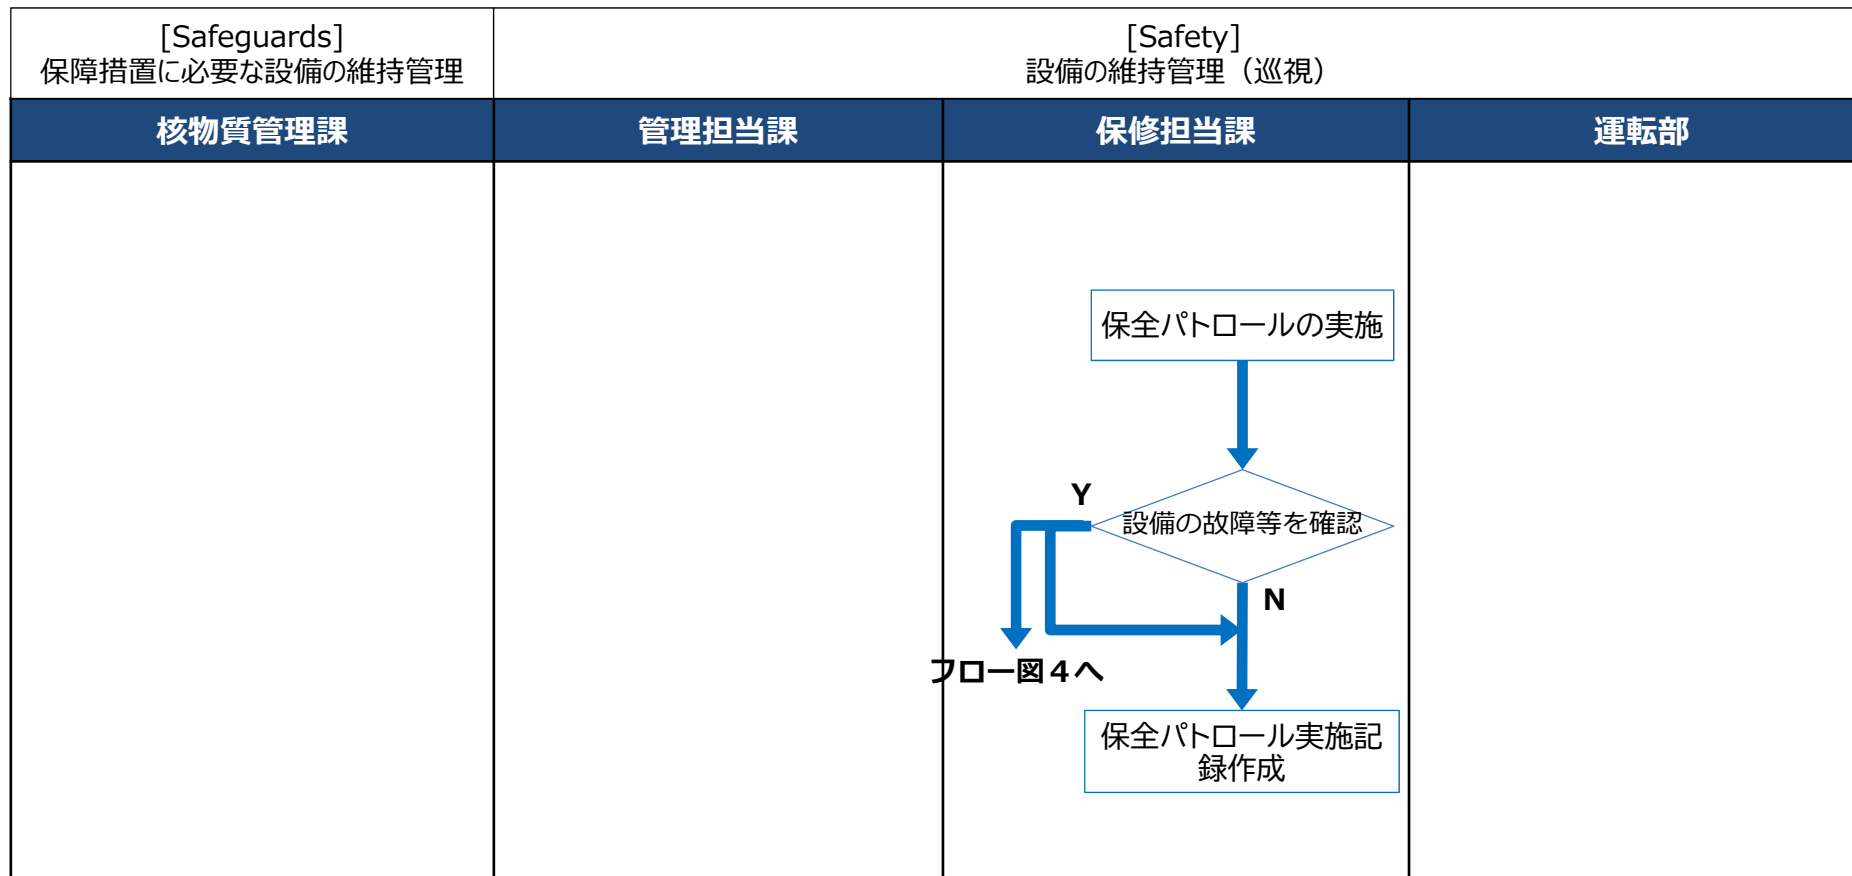 [Safeguards]
保障措置に必要な設備の維持管理
[Safety]
設備の維持管理（巡視）
核物質管理課
管理担当課
保修担当課
運転部
保全パトロールの実施
Y
設備の故障等を確認
N
フロー図４へ
保全パトロール実施記
録作成